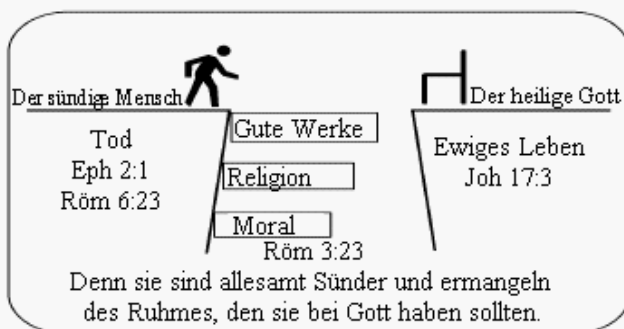 Der sündige Mensch
Der heilige Gott
Tod
Eph 2:1
Röm 6:23
Gute Werke
Religion
Moral
Röm 3:23
Ewiges Leben
Joh 17:3
Denn sie sind allesamt Sünder und ermangeln
des Ruhmes, den sie bei Gott haben sollten.